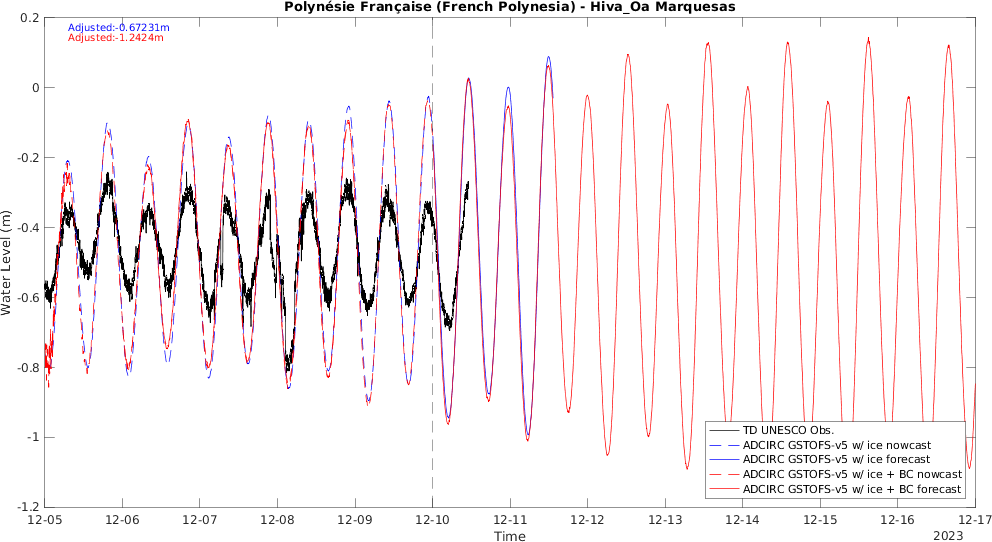 Polynésie Française (French Polynesia) - Hiva_Oa Marquesas
Adjusted:-0.67231m
Adjusted:-1.2424m
Water Level (m)
0.2
0
-0.2
-0.4
-0.6
-0.8
-1
-1.2
TD UNESCO Obs.
ADCIRC GSTOFS-v5 w/ ice nowcast
ADCIRC GSTOFS-v5 w/ ice forecast
ADCIRC GSTOFS-v5 w/ ice + BC nowcast
ADCIRC GSTOFS-v5 w/ ice + BC forecast
12-05 12-06 12-07 12-08 12-09 12-10 12-11 12-12 12-13 12-14 12-15 12-16 12-17
Time
2023